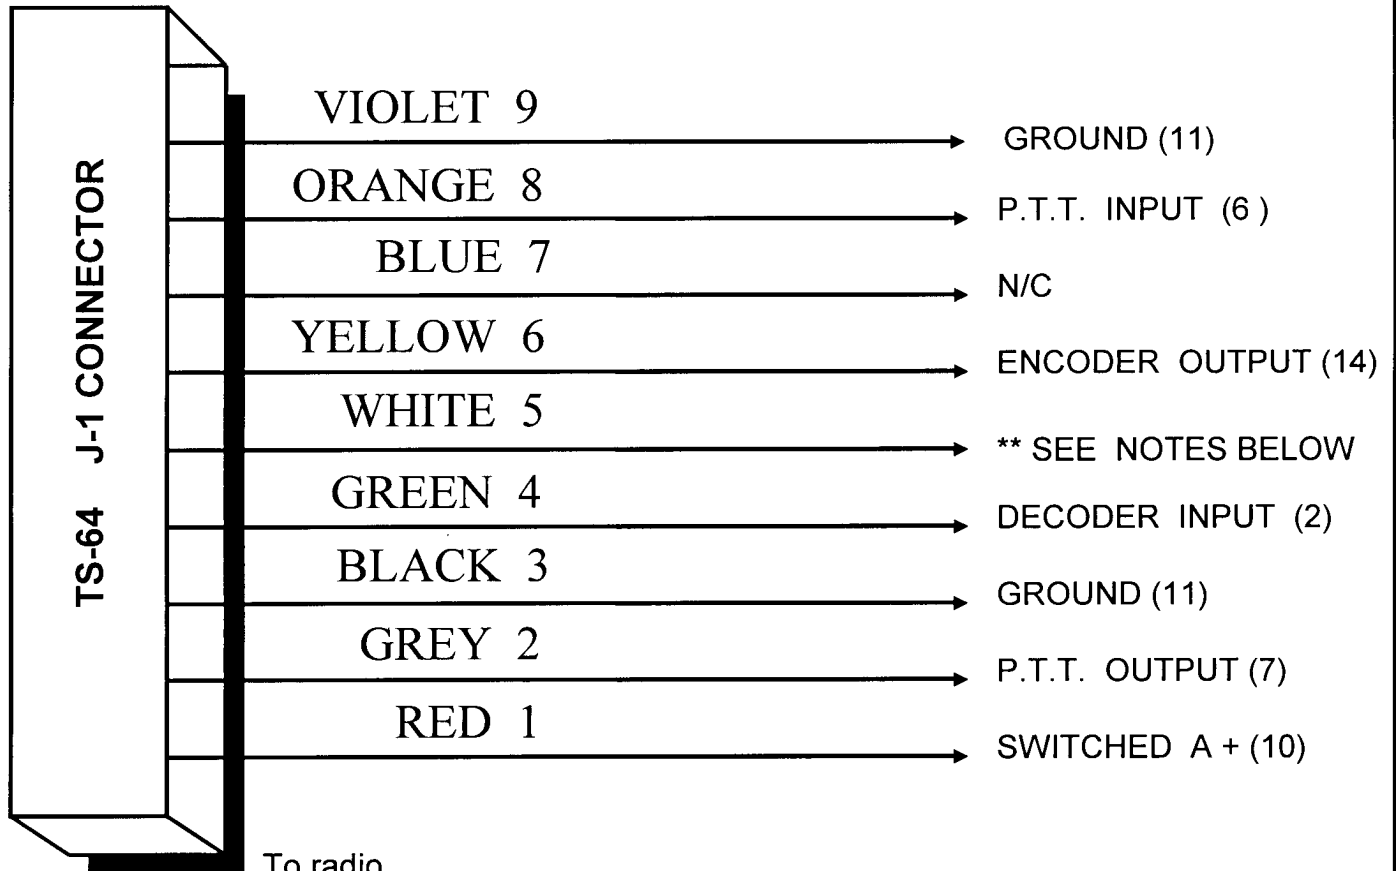 TS-64 J-1 CONNECTOR
VIOLET 9
GROUND (11)
ORANGE 8
P.T.T. INPUT (6 )
BLUE 7
N/C
YELLOW 6
ENCODER OUTPUT (14)
WHITE 5
** SEE NOTES BELOW
GREEN 4
DECODER INPUT (2)
BLACK 3
GROUND (11)
GREY 2
P.T.T. OUTPUT (7)
RED 1
SWITCHED A + (10)
To radio